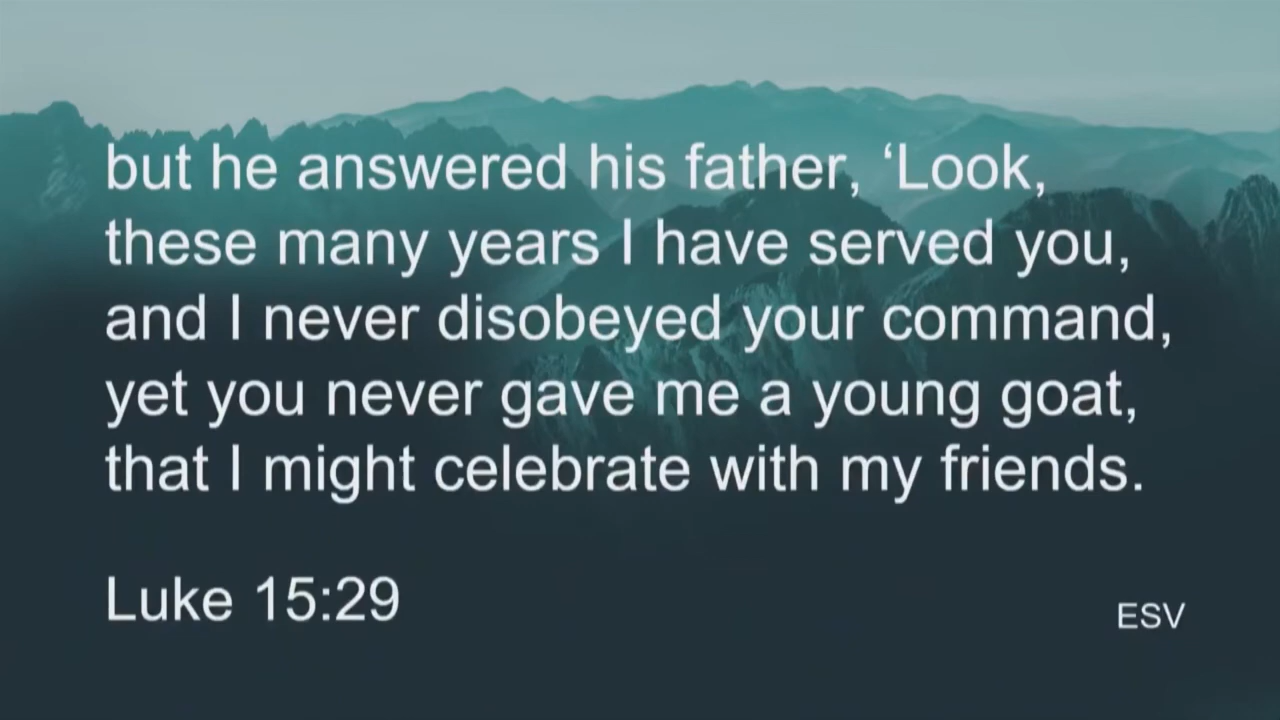 but he answered his father, ‘Look,
these many years I have served you,
and I never disobeyed your command,
yet you never gave me a young goat,
that I might celebrate with my friends.
Luke 15:29
ESV